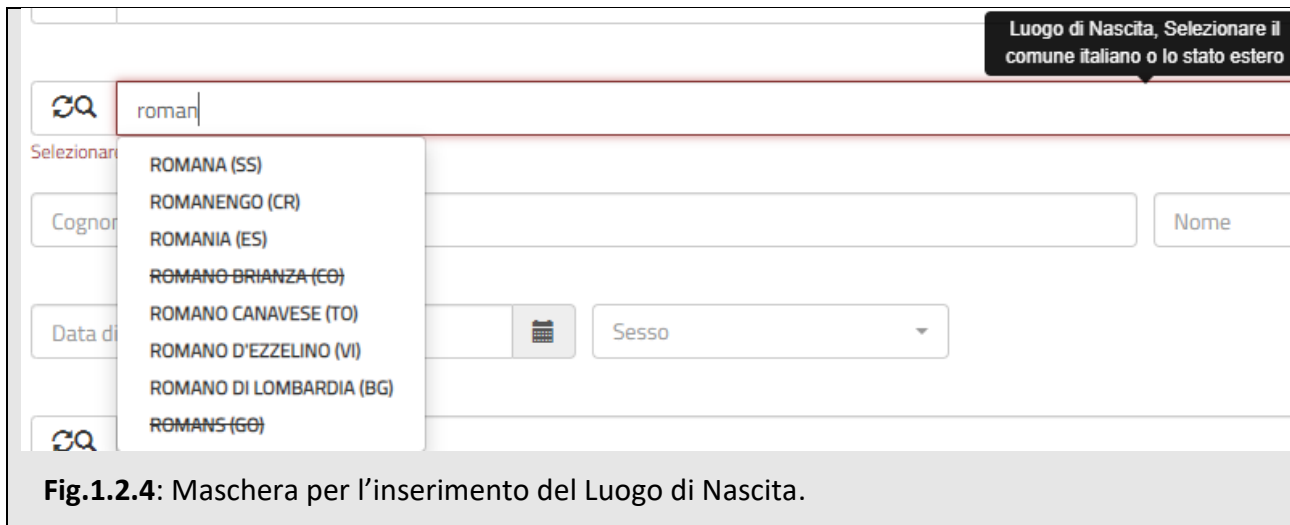 Luogo di Nascita, Selezionare il
comune italiano o lo stato estero
roman
Selezionare
ROMANA (SS)
ROMANENGO (CR)
ROMANIA (ES)
ROMANO BRIANZA (CO)
ROMANO CANAVESE (TO)
ROMANO D'EZZELINO (VI)
ROMANO DI LOMBARDIA (BG)
ROMANS (GO)
Cognom
Nome
Data di
Sesso
Fig.1.2.4: Maschera per l’inserimento del Luogo di Nascita.